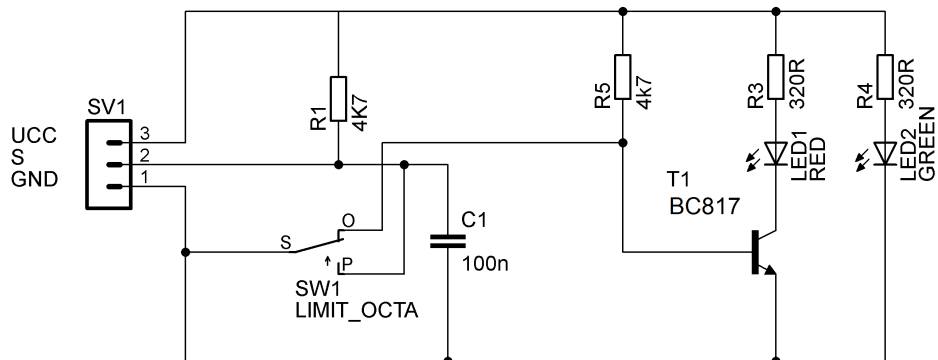 SV1
UCC
S
GND
3
2
1
R1
4K7
S
O
P
SW1
LIMIT_OCTA
C1
100n
R5
4k7
T1
BC817
R3
320R
LED1
RED
R4
320R
LED2
GREEN